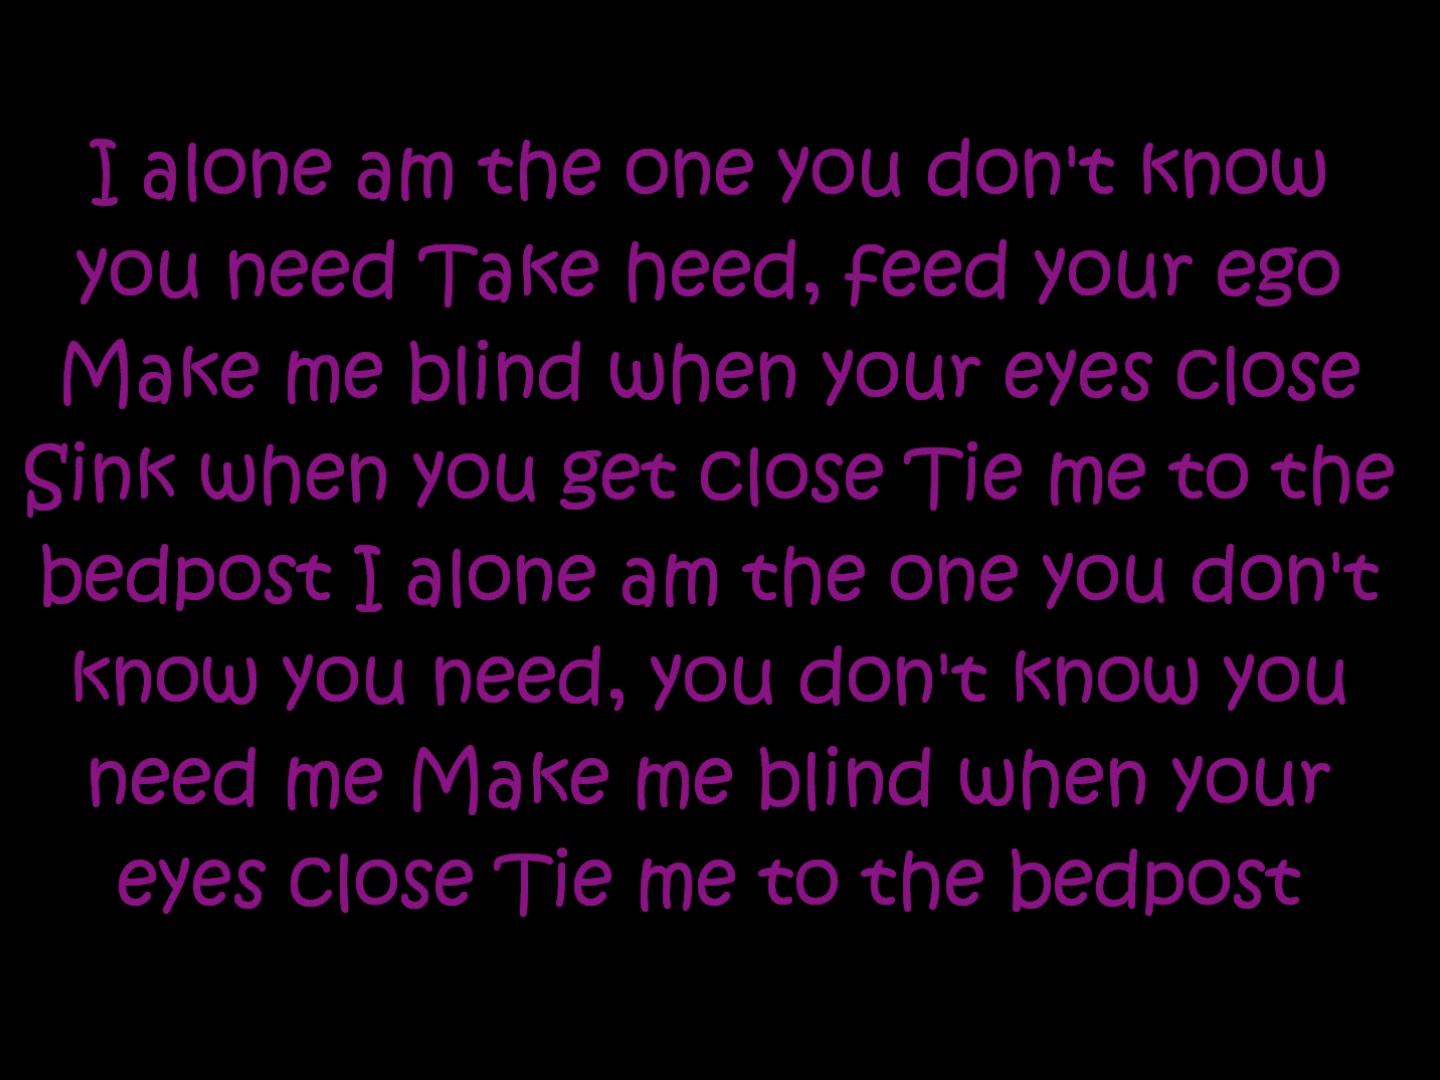 I alone am the one you don't know
you need Take heed, feed your ego
Make me blind when your eyes close
Sink when you get close Tie me to the
bedpost I alone am the one you don't
know you need, you don't know you
need me Make me blind when your
eyes close Tie me to the bedpost